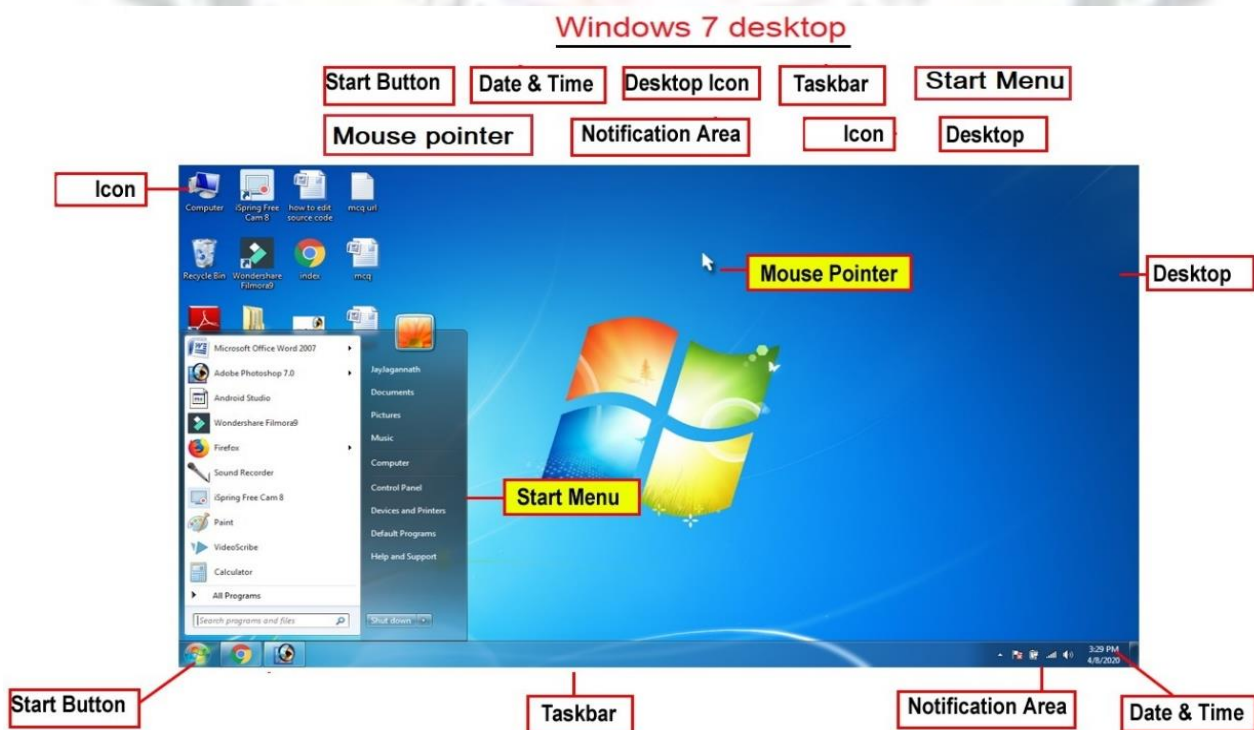 Windows 7 desktop
Start Button Date & Time Desktop Icon Taskbar Start Menu
Mouse pointer Notification Area Icon Desktop
Icon
Computer
iSpring Free
Cam 8
how to edit
source code
mcq url
Recycle Bin
Wondershare
Filmora9
index
mcq
Mouse Pointer
Desktop
Microsoft Office Word 2007
Adobe Photoshop 7.0
Android Studio
Wondershare Filmora9
Firefox
Sound Recorder
iSpring Free Cam 8
Paint
VideoScribe
Calculator
All Programs
Search programs and files
JayJagannath
Documents
Pictures
Music
Computer
Control Panel
Devices and Printers
Default Programs
Help and Support
Shut down
Start Menu
3:29 PM
4/8/2020
Start Button
Taskbar
Notification Area
Date & Time